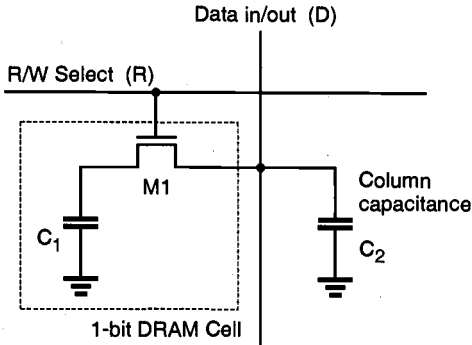 Data in/out (D)
R/W Select (R)
M1
Column
capacitance
C1
C2
1-bit DRAM Cell